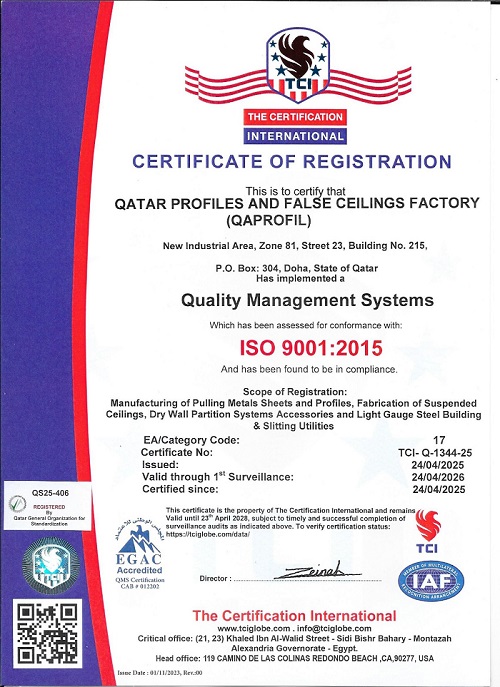 TCI
THE CERTIFICATION
INTERNATIONAL
CERTIFICATE OF REGISTRATION
This is to certify that
QATAR PROFILES AND FALSE CEILINGS FACTORY
(QAPROFIL)
New Industrial Area, Zone 81, Street 23, Building No. 215,
P.O. Box: 304, Doha, State of Qatar
Has implemented a
Quality Management Systems
Which has been assessed for conformance with:
ISO 9001:2015
And has been found to be in compliance.
Scope of Registration:
Manufacturing of Pulling Metals Sheets and Profiles, Fabrication of Suspended
Ceilings, Dry Wall Partition Systems Accessories and Light Gauge Steel Building
& Slitting Utilities
EA/Category Code: 17
Certificate No: TCI- Q-1344-25
Issued: 24/04/2025
Valid through 1st Surveillance: 24/04/2026
Certified since: 24/04/2025
QS25-406
REGISTERED
By
Qatar General Organization for
Standardization
This certificate is the property of The Certification International and remains
Valid until 23rd April 2028, subject to timely and successful completion of
surveillance audits as indicated above. To verify certification status:
https://tciglobe.com/data/
EGAC
Accredited
QMS Certification
CAB # 012202
TCI
MEMBER OF MULTILATERAL
IAF
RECOGNITION ARRANGEMENT
Director :
Zeinab
The Certification International
www.tciglobe.com . info@tciglobe.com
Critical office: (21, 23) Khaled Ibn Al-Walid Street - Sidi Bishr Bahary - Montazah
Alexandria Governorate - Egypt.
Head office: 119 CAMINO DE LAS COLINAS REDONDO BEACH ,CA,90277, USA
Issue Date : 01/11/2023, Rev.00